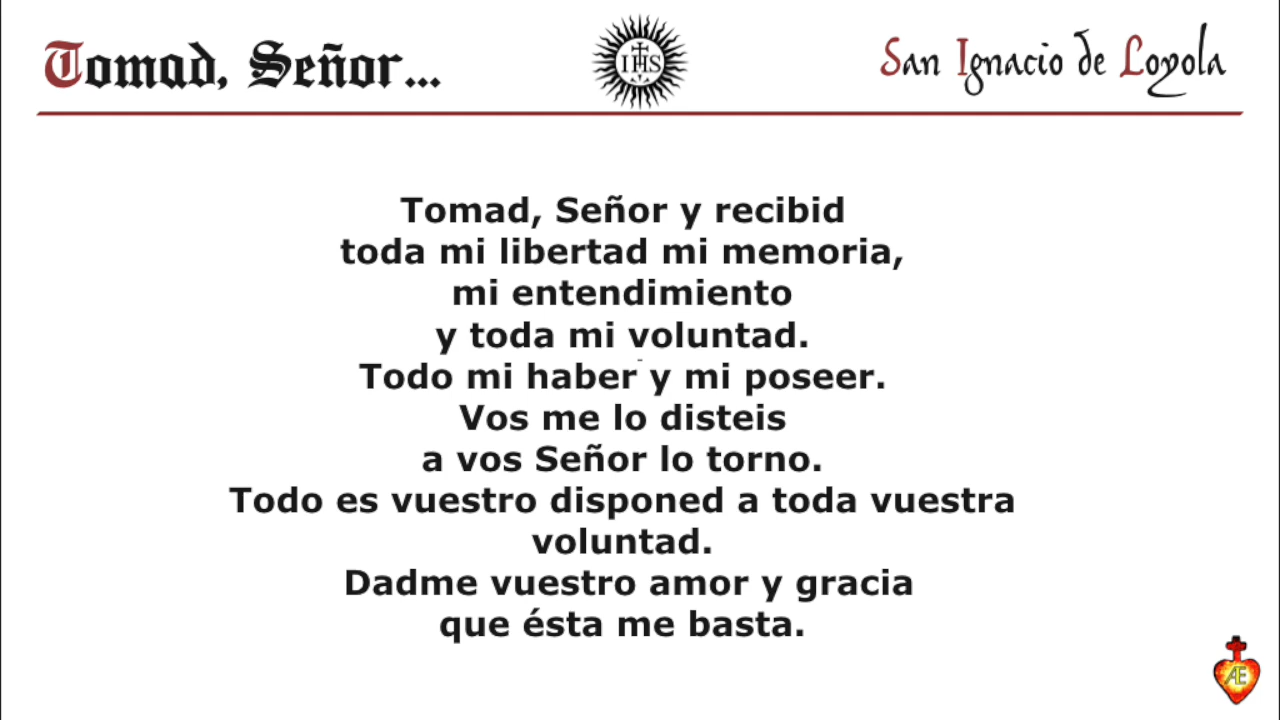 Tomad, Señor...
IHS
San Ignacio de Loyola
Tomad, Señor y recibid
toda mi libertad mi memoria,
mi entendimiento
y toda mi voluntad.
Todo mi haber y mi poseer.
Vos me lo disteis
a vos Señor lo torno.
Todo es vuestro disponed a toda vuestra
voluntad.
Dadme vuestro amor y gracia
que ésta me basta.
Æ